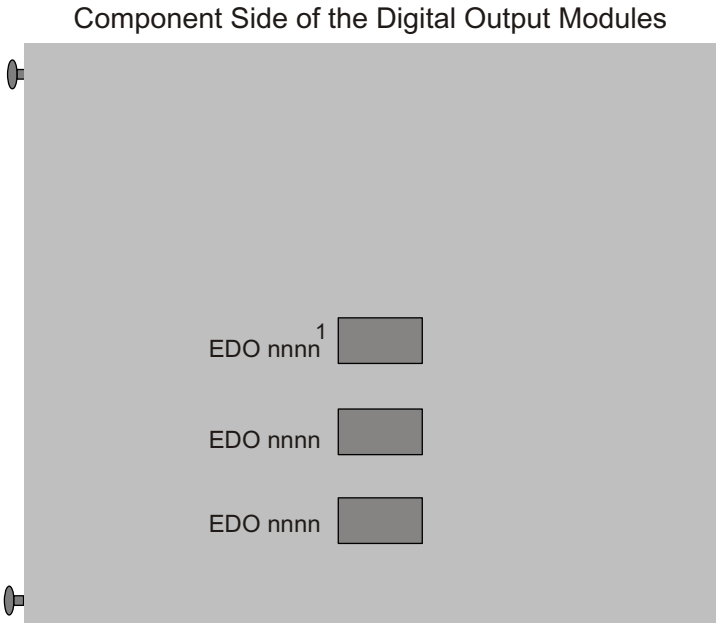 Component Side of the Digital Output Modules
EDO nnnn¹
EDO nnnn
EDO nnnn